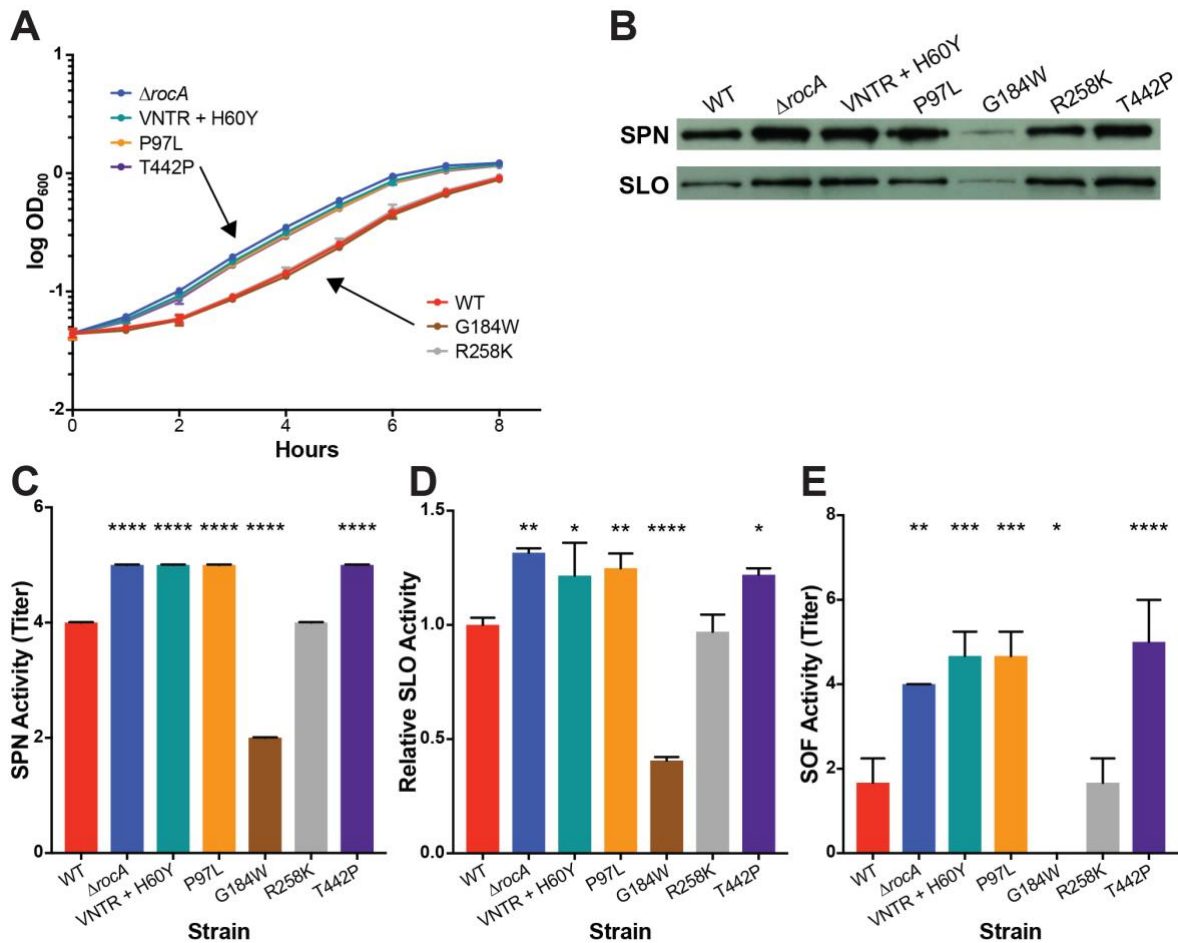 A
1
0
-1
-2
log OD600
0 2 4 6 8
Hours
ΔrocA
VNTR + H60Y
P97L
T442P
WT
G184W
R258K
B
WT ΔrocA VNTR + H60Y P97L G184W R258K T442P
SPN
SLO
C
6
4
2
0
SPN Activity (Titer)
**** **** **** **** ****
WT ΔrocA VNTR + H60Y P97L G184W R258K T442P
Strain
D
1.5
1.0
0.5
0.0
Relative SLO Activity
** * ** **** *
WT ΔrocA VNTR + H60Y P97L G184W R258K T442P
Strain
E
8
6
4
2
0
SOF Activity (Titer)
** *** *** * ****
WT ΔrocA VNTR + H60Y P97L G184W R258K T442P
Strain